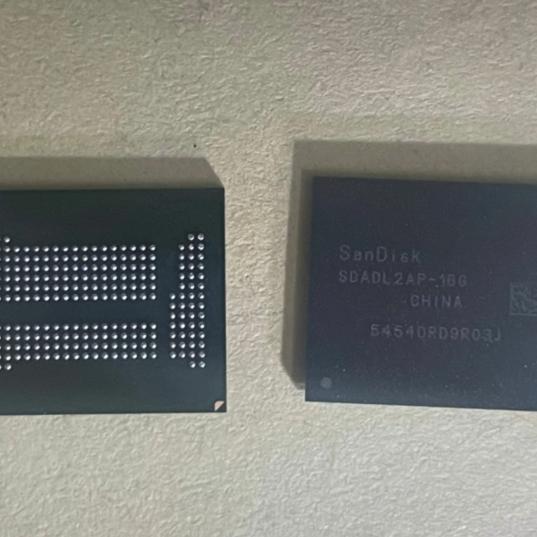 SanDisk
SDADL2AP-16G
CHINA
54540RD9R03J